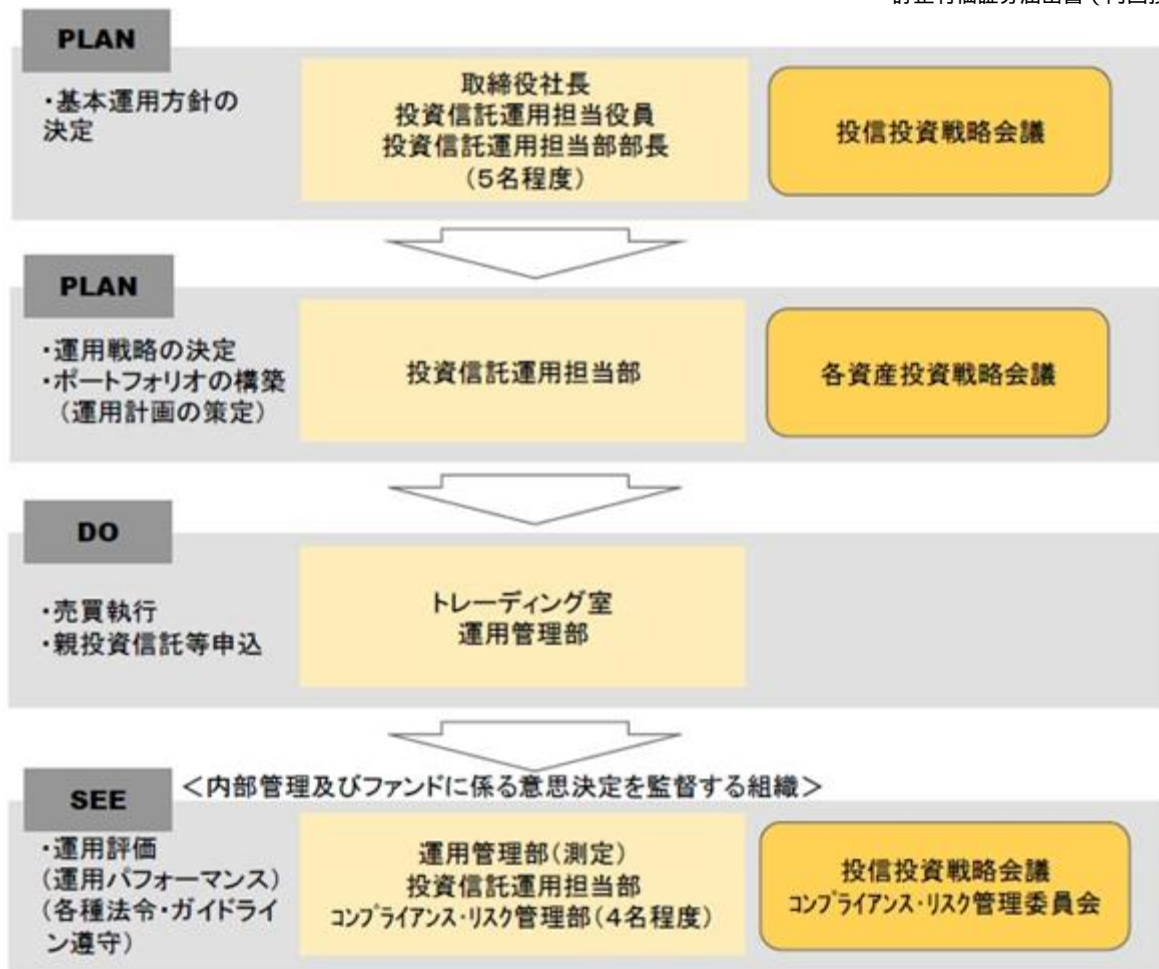 PLAN
・基本運用方針の
決定
取締役社長
投資信託運用担当役員
投資信託運用担当部部長
(5名程度)
投信投資戦略会議
PLAN
・運用戦略の決定
・ポートフォリオの構築
(運用計画の策定)
投資信託運用担当部
各資産投資戦略会議
DO
・売買執行
・親投資信託等申込
トレーディング室
運用管理部
SEE
<内部管理及びファンドに係る意思決定を監督する組織>
・運用評価
(運用パフォーマンス)
(各種法令・ガイドライ
ン遵守)
運用管理部(測定)
投資信託運用担当部
コンプライアンス・リスク管理部(4名程度)
投信投資戦略会議
コンプライアンス・リスク管理委員会